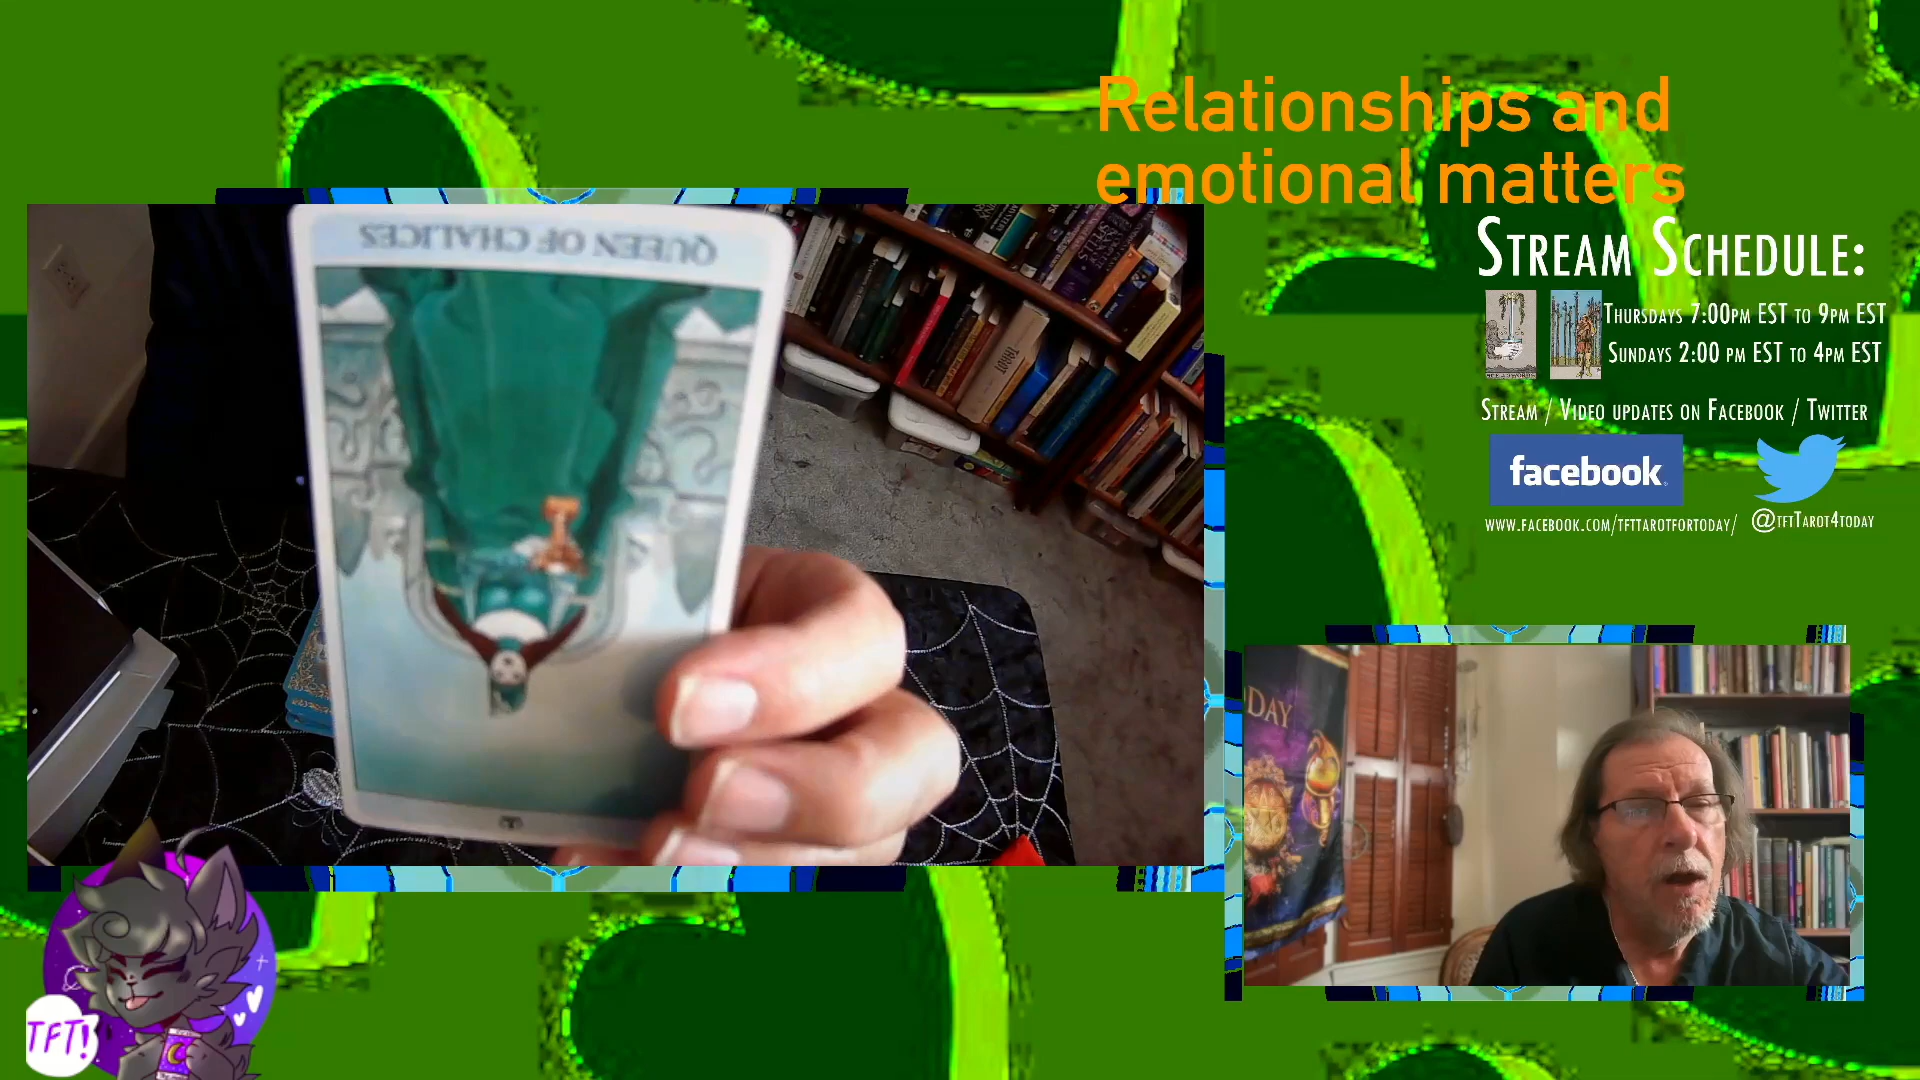 Relationships and
emotional matters
STREAM SCHEDULE:
THURSDAYS 7:00PM EST TO 9PM EST
SUNDAYS 2:00 PM EST TO 4PM EST
STREAM / VIDEO UPDATES ON FACEBOOK / TWITTER
facebook
WWW.FACEBOOK.COM/TFTTAROTFORTODAY/
@TFTTAROT4TODAY
QUEEN OF CHALICES
TAROT
DAY
TFT!